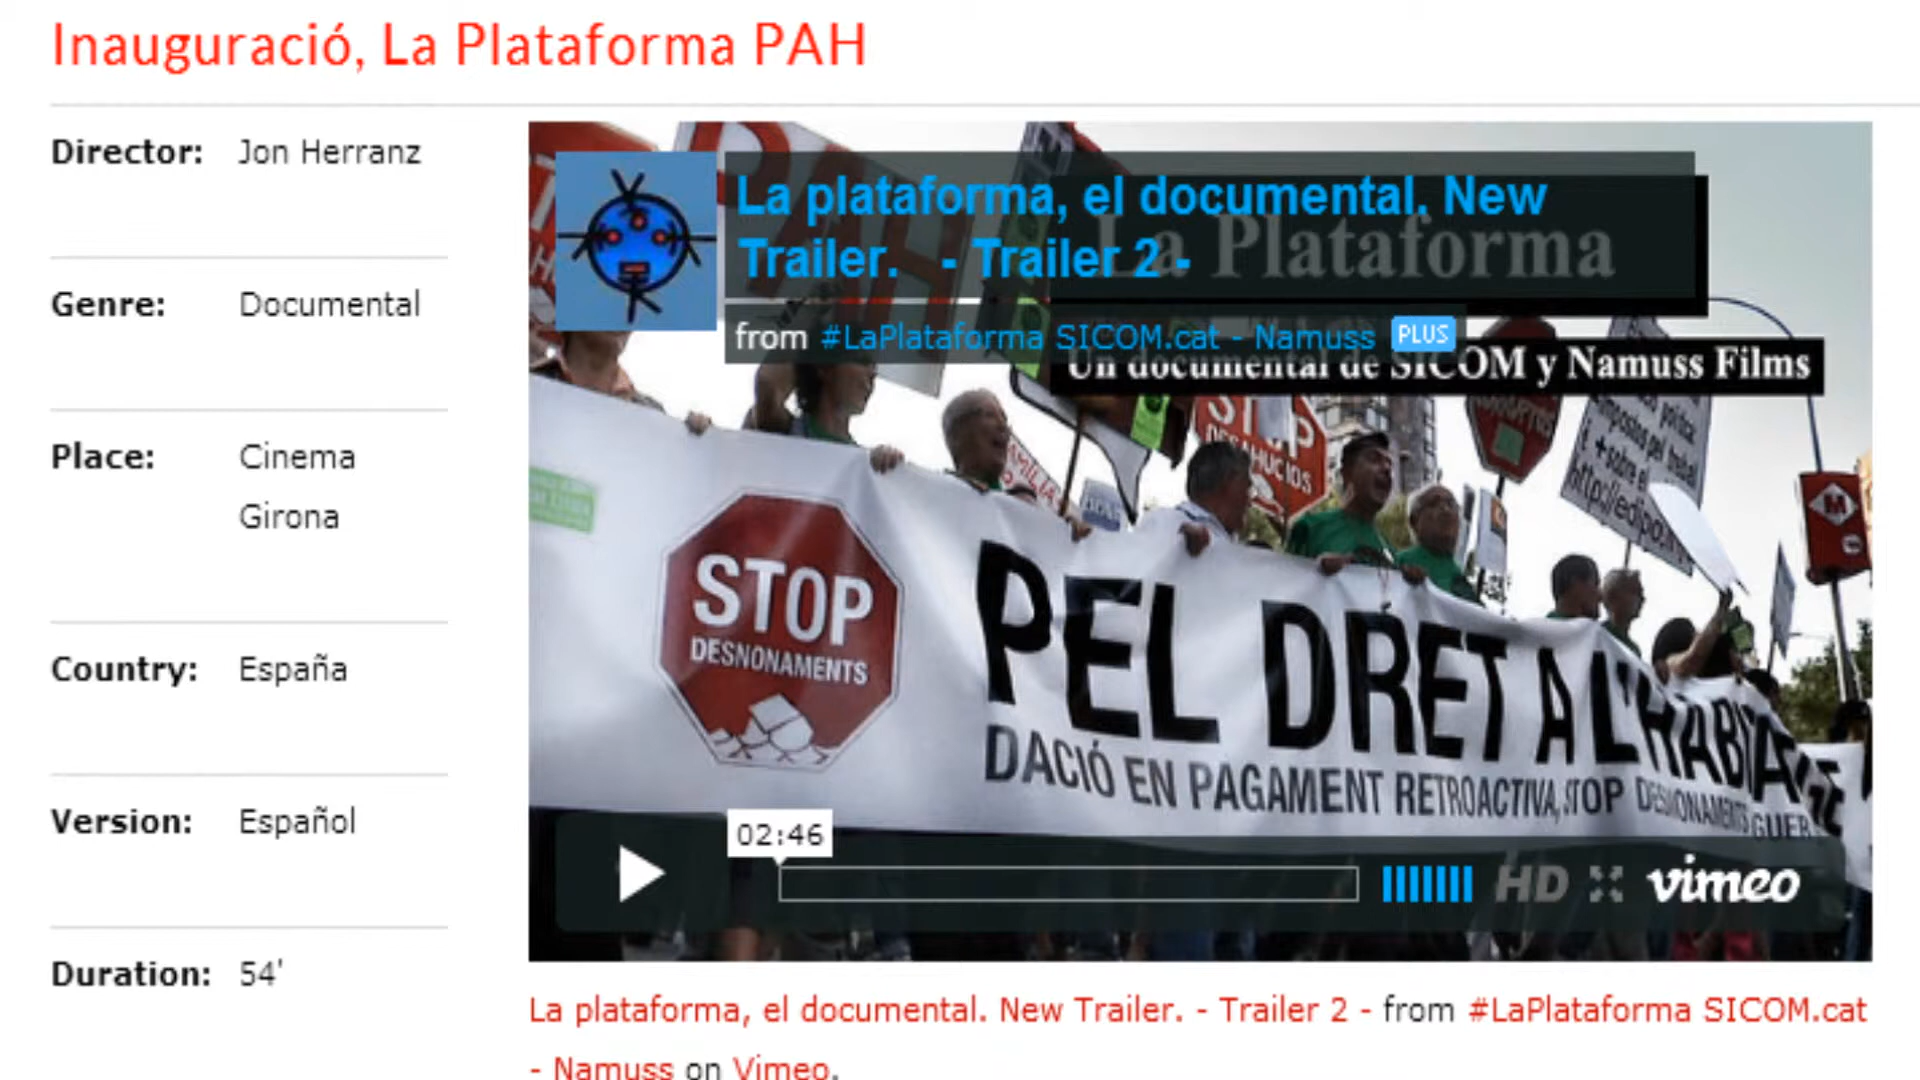 Inauguració, La Plataforma PAH
Director: Jon Herranz
Genre: Documental
Place: Cinema
Girona
Country: España
Version: Español
Duration: 54'
PAH
La plataforma, el documental. New
Trailer. - Trailer 2 -
La Plataforma
from #LaPlataforma SICOM.cat - Namuss PLUS
Un documental de SICOM y Namuss Films
STOP
DESNONAMENTS
PEL DRET A L'HABITATGE
DACIÓ EN PAGAMENT RETROACTIVA, STOP DESNONAMENTS
STOP
M
02:46
HD
vimeo
La plataforma, el documental. New Trailer. - Trailer 2 - from #LaPlataforma SICOM.cat
- Namuss on Vimeo.